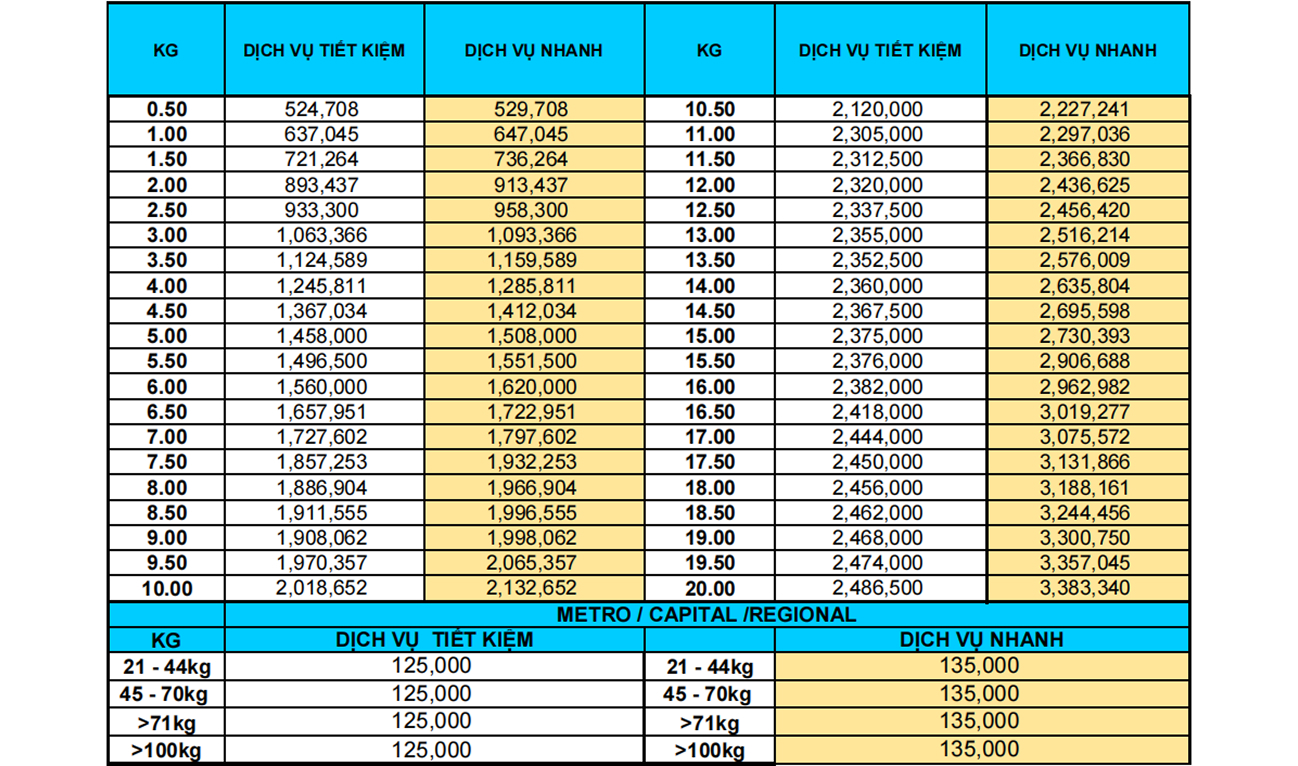 KG DỊCH VỤ TIẾT KIỆM DỊCH VỤ NHANH KG DỊCH VỤ TIẾT KIỆM DỊCH VỤ NHANH
0.50 524,708 529,708 10.50 2,120,000 2,227,241
1.00 637,045 647,045 11.00 2,305,000 2,297,036
1.50 721,264 736,264 11.50 2,312,500 2,366,830
2.00 893,437 913,437 12.00 2,320,000 2,436,625
2.50 933,300 958,300 12.50 2,337,500 2,456,420
3.00 1,063,366 1,093,366 13.00 2,355,000 2,516,214
3.50 1,124,589 1,159,589 13.50 2,352,500 2,576,009
4.00 1,245,811 1,285,811 14.00 2,360,000 2,635,804
4.50 1,367,034 1,412,034 14.50 2,367,500 2,695,598
5.00 1,458,000 1,508,000 15.00 2,375,000 2,730,393
5.50 1,496,500 1,551,500 15.50 2,376,000 2,906,688
6.00 1,560,000 1,620,000 16.00 2,382,000 2,962,982
6.50 1,657,951 1,722,951 16.50 2,418,000 3,019,277
7.00 1,727,602 1,797,602 17.00 2,444,000 3,075,572
7.50 1,857,253 1,932,253 17.50 2,450,000 3,131,866
8.00 1,886,904 1,966,904 18.00 2,456,000 3,188,161
8.50 1,911,555 1,996,555 18.50 2,462,000 3,244,456
9.00 1,908,062 1,998,062 19.00 2,468,000 3,300,750
9.50 1,970,357 2,065,357 19.50 2,474,000 3,357,045
10.00 2,018,652 2,132,652 20.00 2,486,500 3,383,340
METRO / CAPITAL /REGIONAL
KG DỊCH VỤ TIẾT KIỆM DỊCH VỤ NHANH
21 - 44kg 125,000 21 - 44kg 135,000
45 - 70kg 125,000 45 - 70kg 135,000
>71kg 125,000 >71kg 135,000
>100kg 125,000 >100kg 135,000